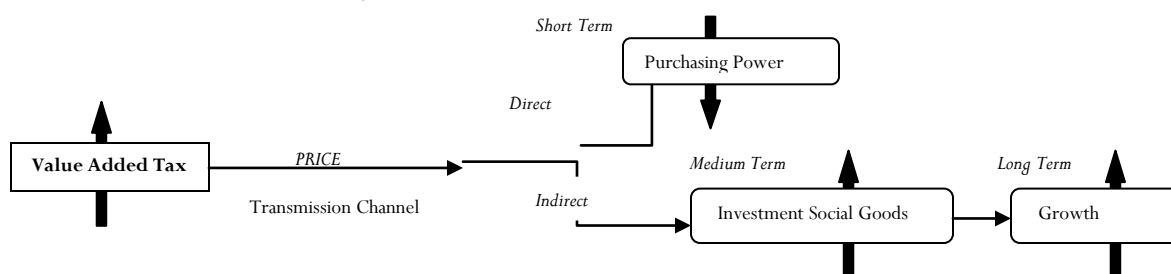 Short Term
Purchasing Power
Direct
Value Added Tax
PRICE
Transmission Channel
Indirect
Medium Term
Investment Social Goods
Long Term
Growth